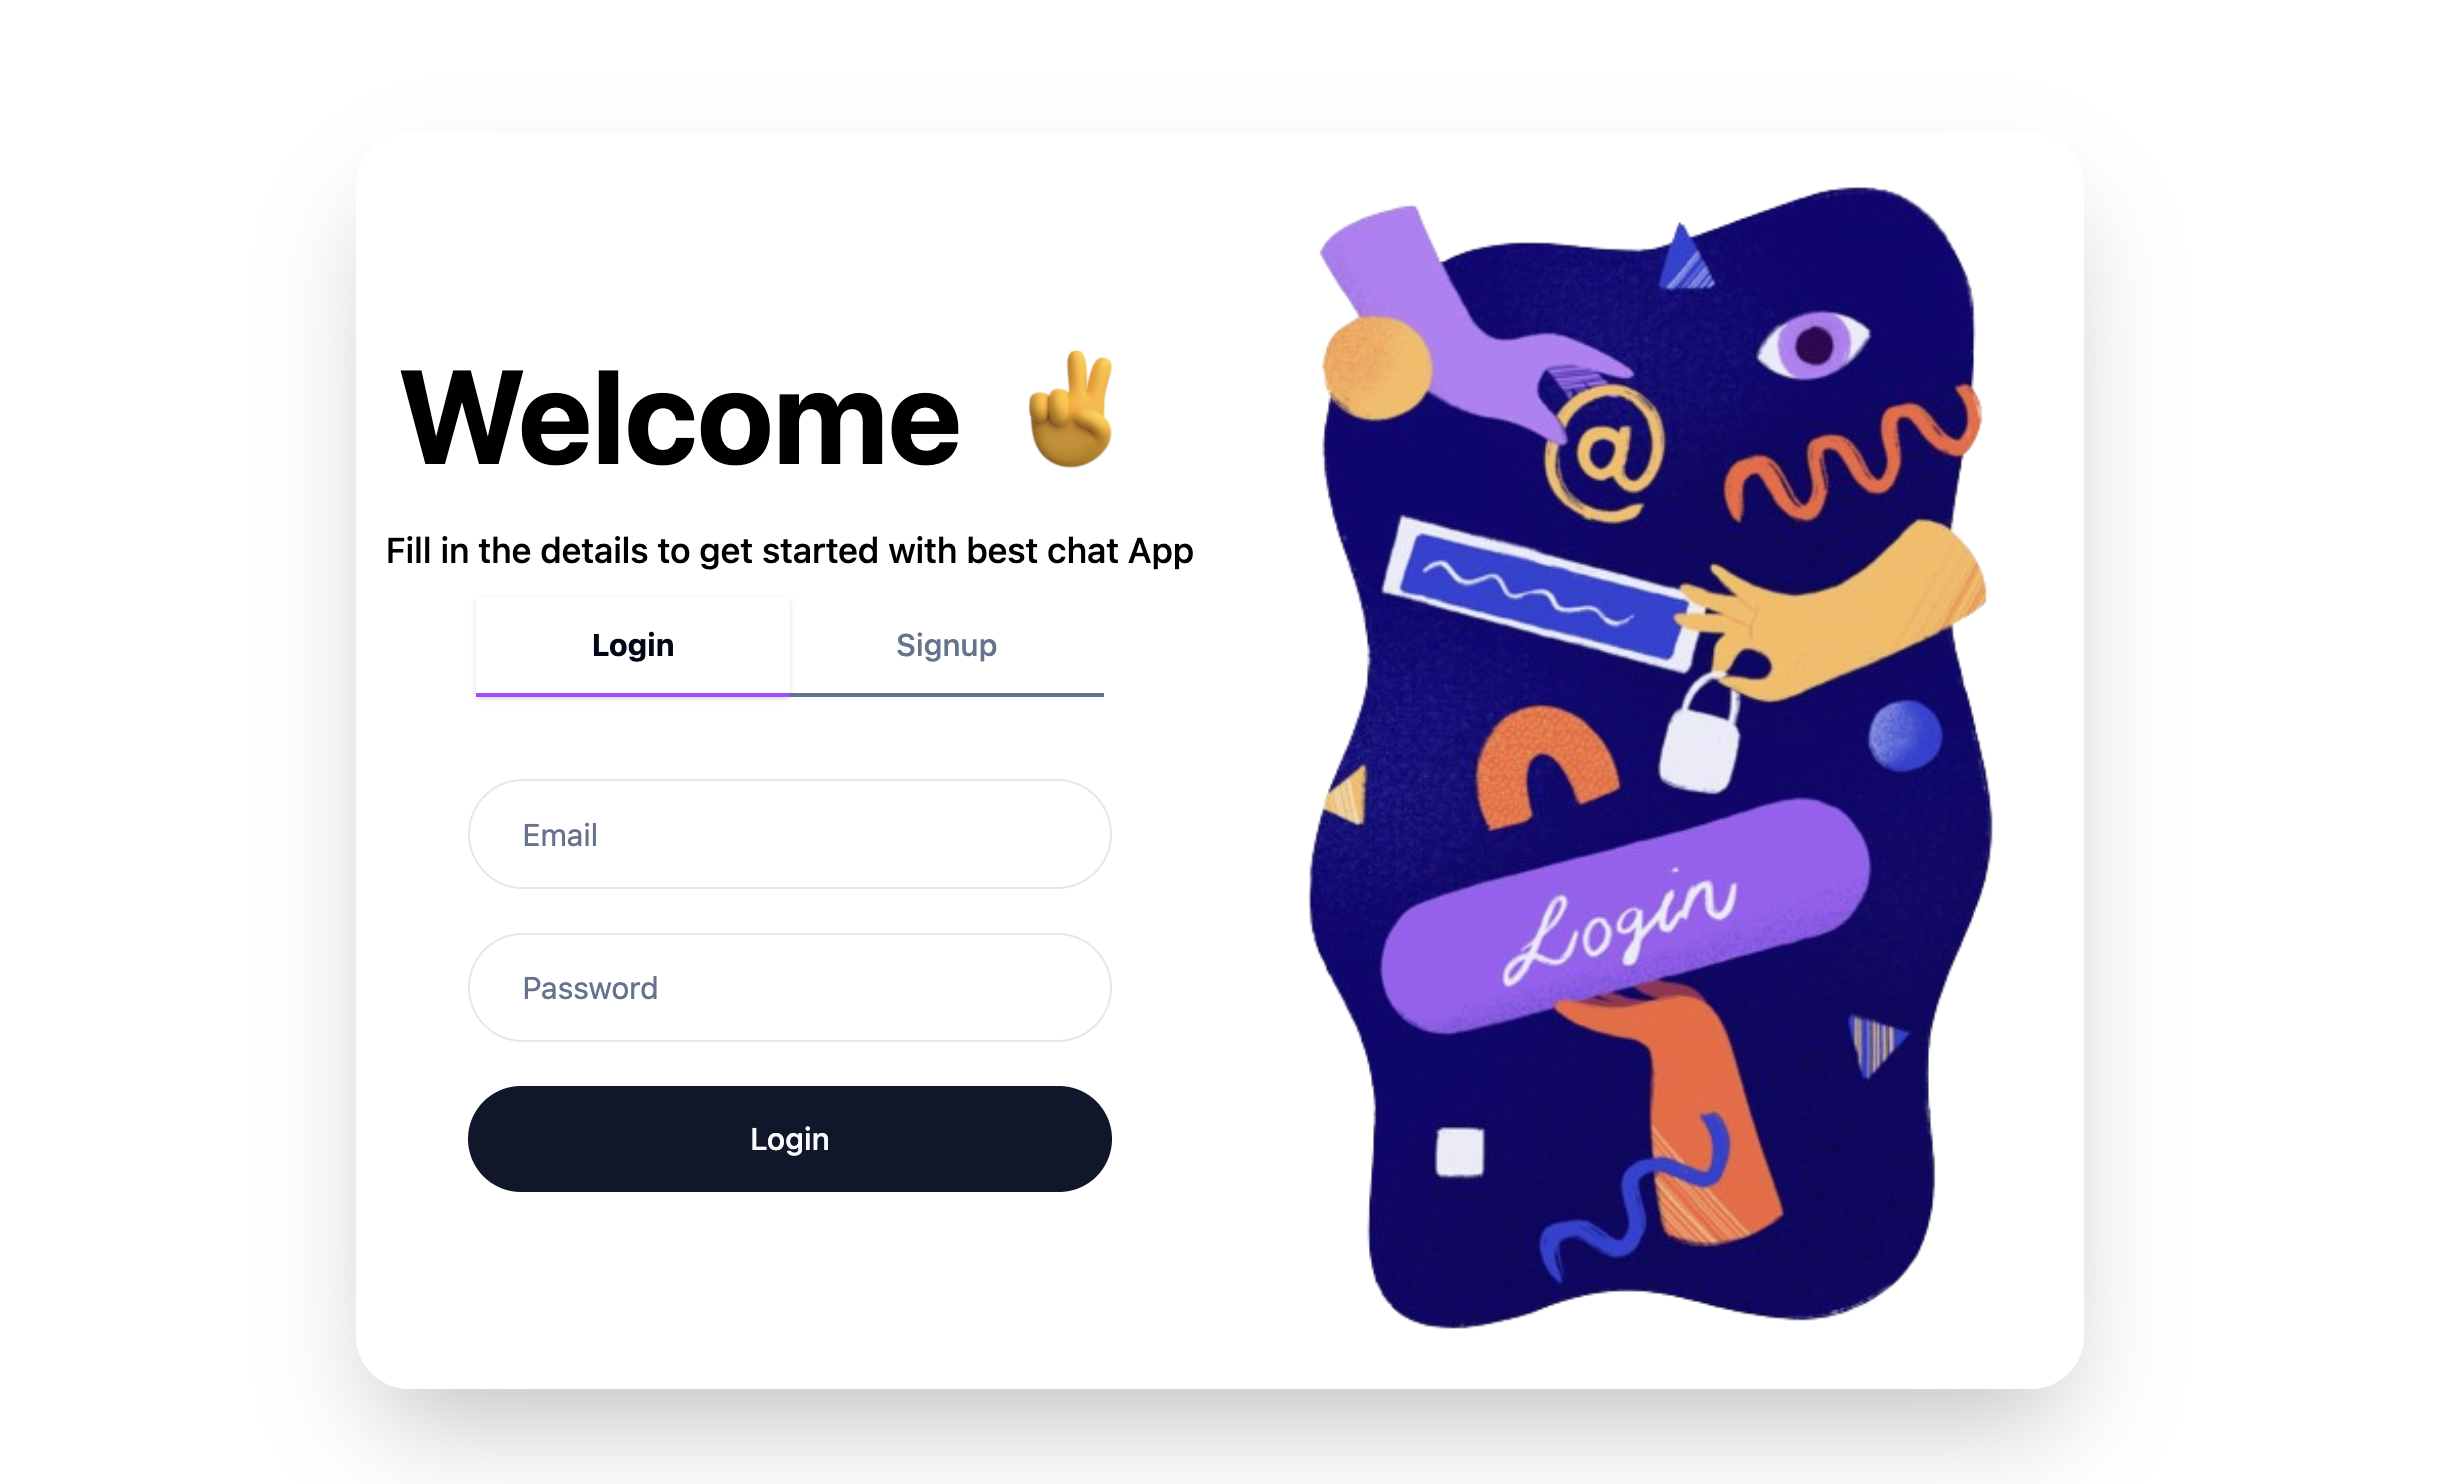 Welcome ✌️
Fill in the details to get started with best chat App
Login Signup
Email
Password
Login
@
Login